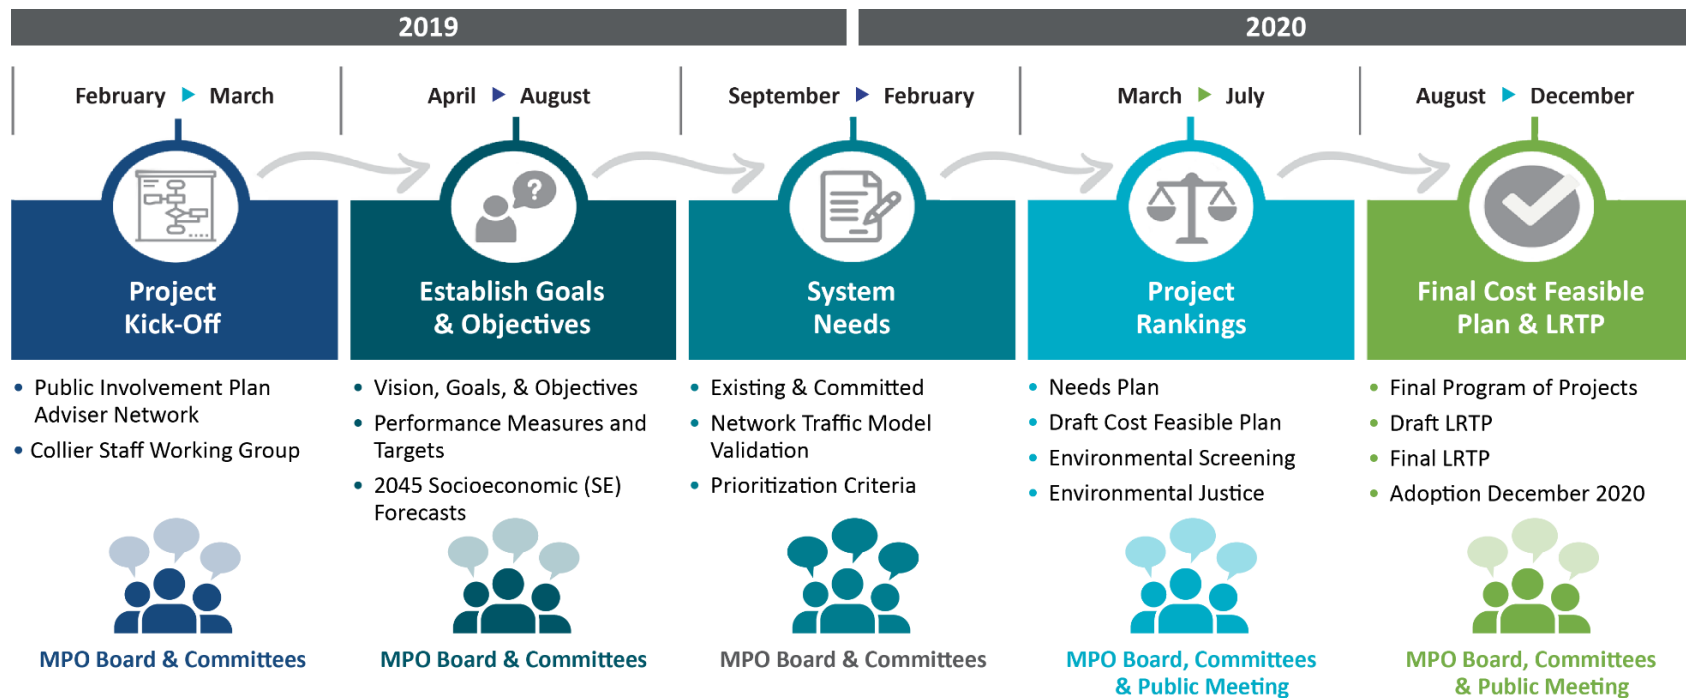 2019
2020
February ▶ March
April ▶ August
September ▶ February
March ▶ July
August ▶ December
?
Project
Kick-Off
Establish Goals
& Objectives
System
Needs
Project
Rankings
Final Cost Feasible
Plan & LRTP
• Public Involvement Plan
Adviser Network
• Collier Staff Working Group
• Vision, Goals, & Objectives
• Performance Measures and
Targets
• 2045 Socioeconomic (SE)
Forecasts
• Existing & Committed
• Network Traffic Model
Validation
• Prioritization Criteria
• Needs Plan
• Draft Cost Feasible Plan
• Environmental Screening
• Environmental Justice
• Final Program of Projects
• Draft LRTP
• Final LRTP
• Adoption December 2020
MPO Board & Committees
MPO Board & Committees
MPO Board & Committees
MPO Board, Committees
& Public Meeting
MPO Board, Committees
& Public Meeting